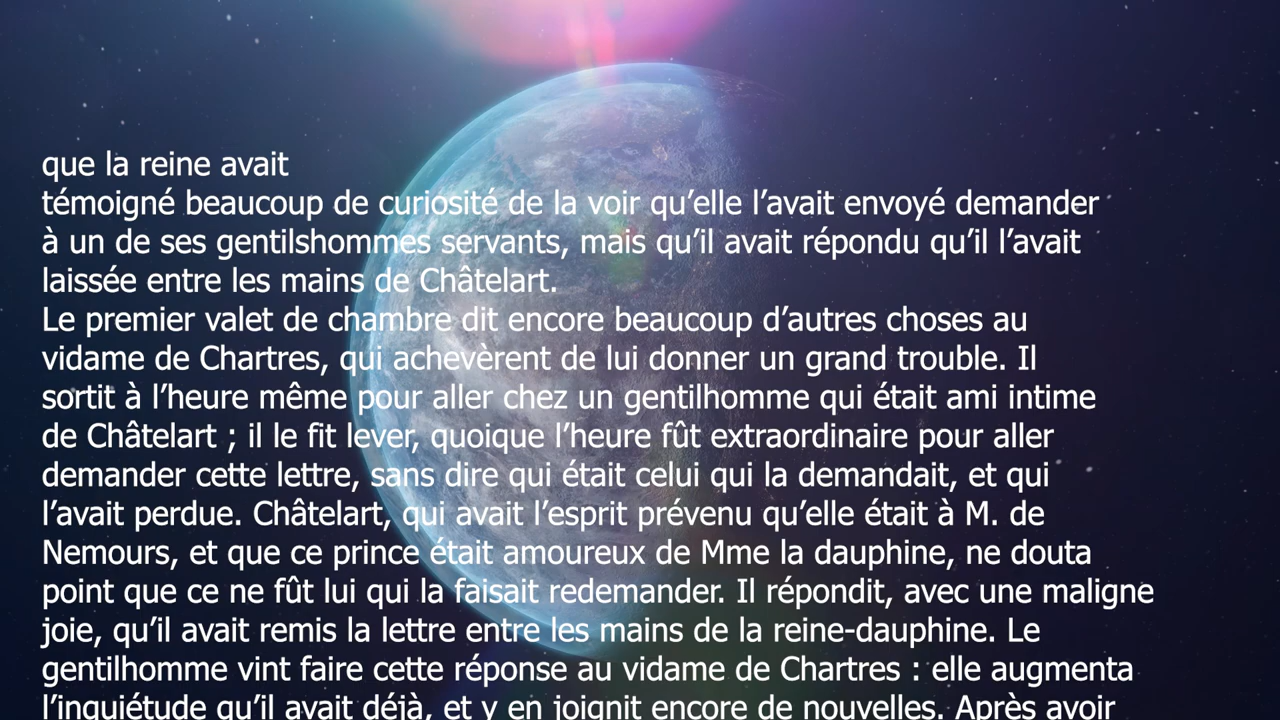 que la reine avait
témoigné beaucoup de curiosité de la voir qu’elle l’avait envoyé demander
à un de ses gentilshommes servants, mais qu’il avait répondu qu’il l’avait
laissée entre les mains de Châtelart.
Le premier valet de chambre dit encore beaucoup d’autres choses au
vidame de Chartres, qui achevèrent de lui donner un grand trouble. Il
sortit à l’heure même pour aller chez un gentilhomme qui était ami intime
de Châtelart ; il le fit lever, quoique l’heure fût extraordinaire pour aller
demander cette lettre, sans dire qui était celui qui la demandait, et qui
l’avait perdue. Châtelart, qui avait l’esprit prévenu qu’elle était à M. de
Nemours, et que ce prince était amoureux de Mme la dauphine, ne douta
point que ce ne fût lui qui la faisait redemander. Il répondit, avec une maligne
joie, qu’il avait remis la lettre entre les mains de la reine-dauphine. Le
gentilhomme vint faire cette réponse au vidame de Chartres : elle augmenta
l’inquiétude qu’il avait déjà, et y en joignit encore de nouvelles. Après avoir